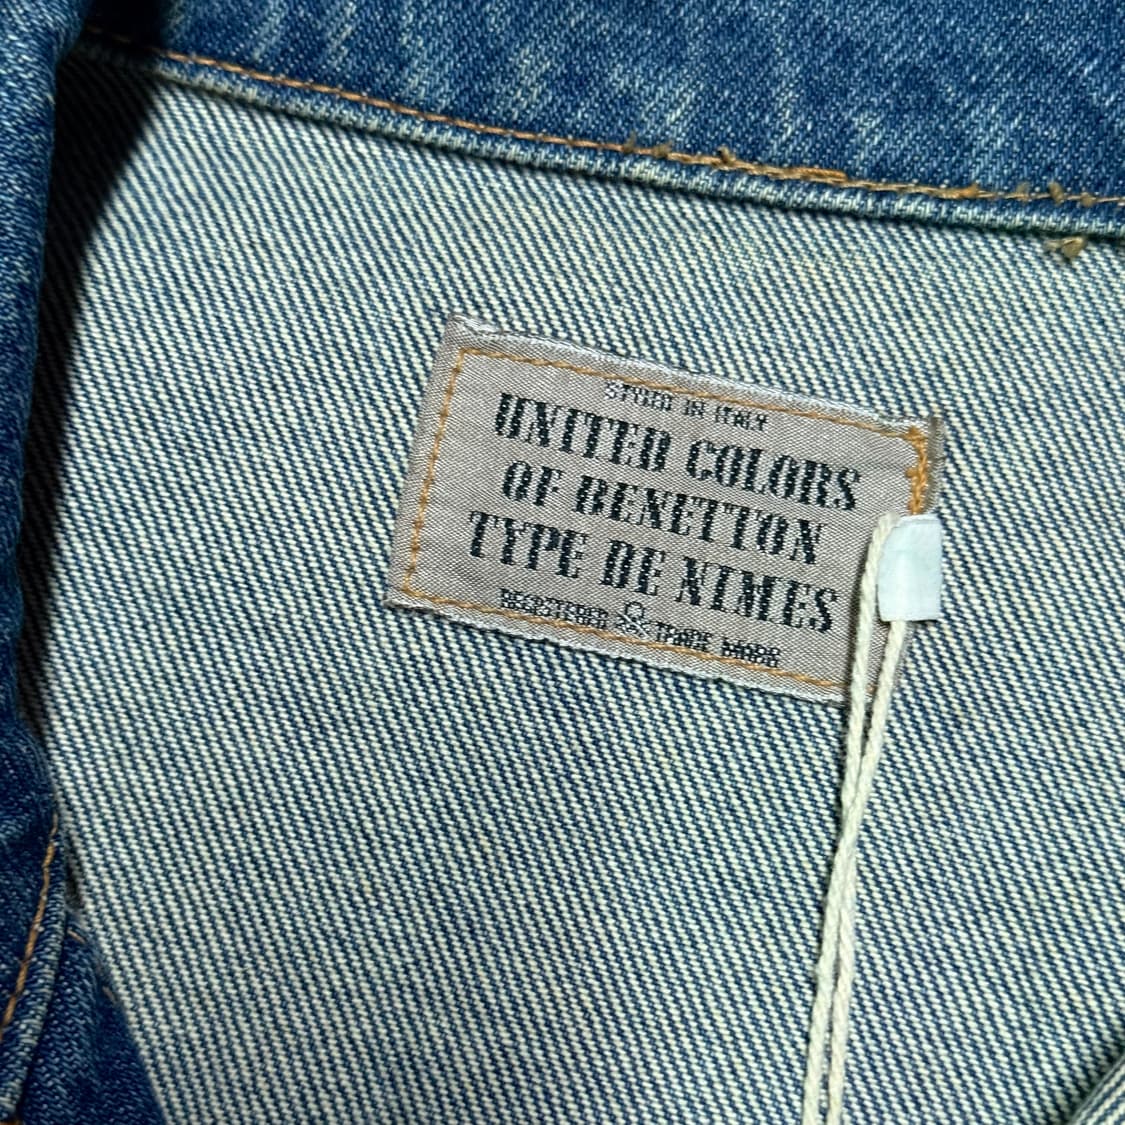 STYLED IN ITALY
UNITED COLORS
OF BENETTON
TYPE DE NIMES
REGISTERED TRADE MARK